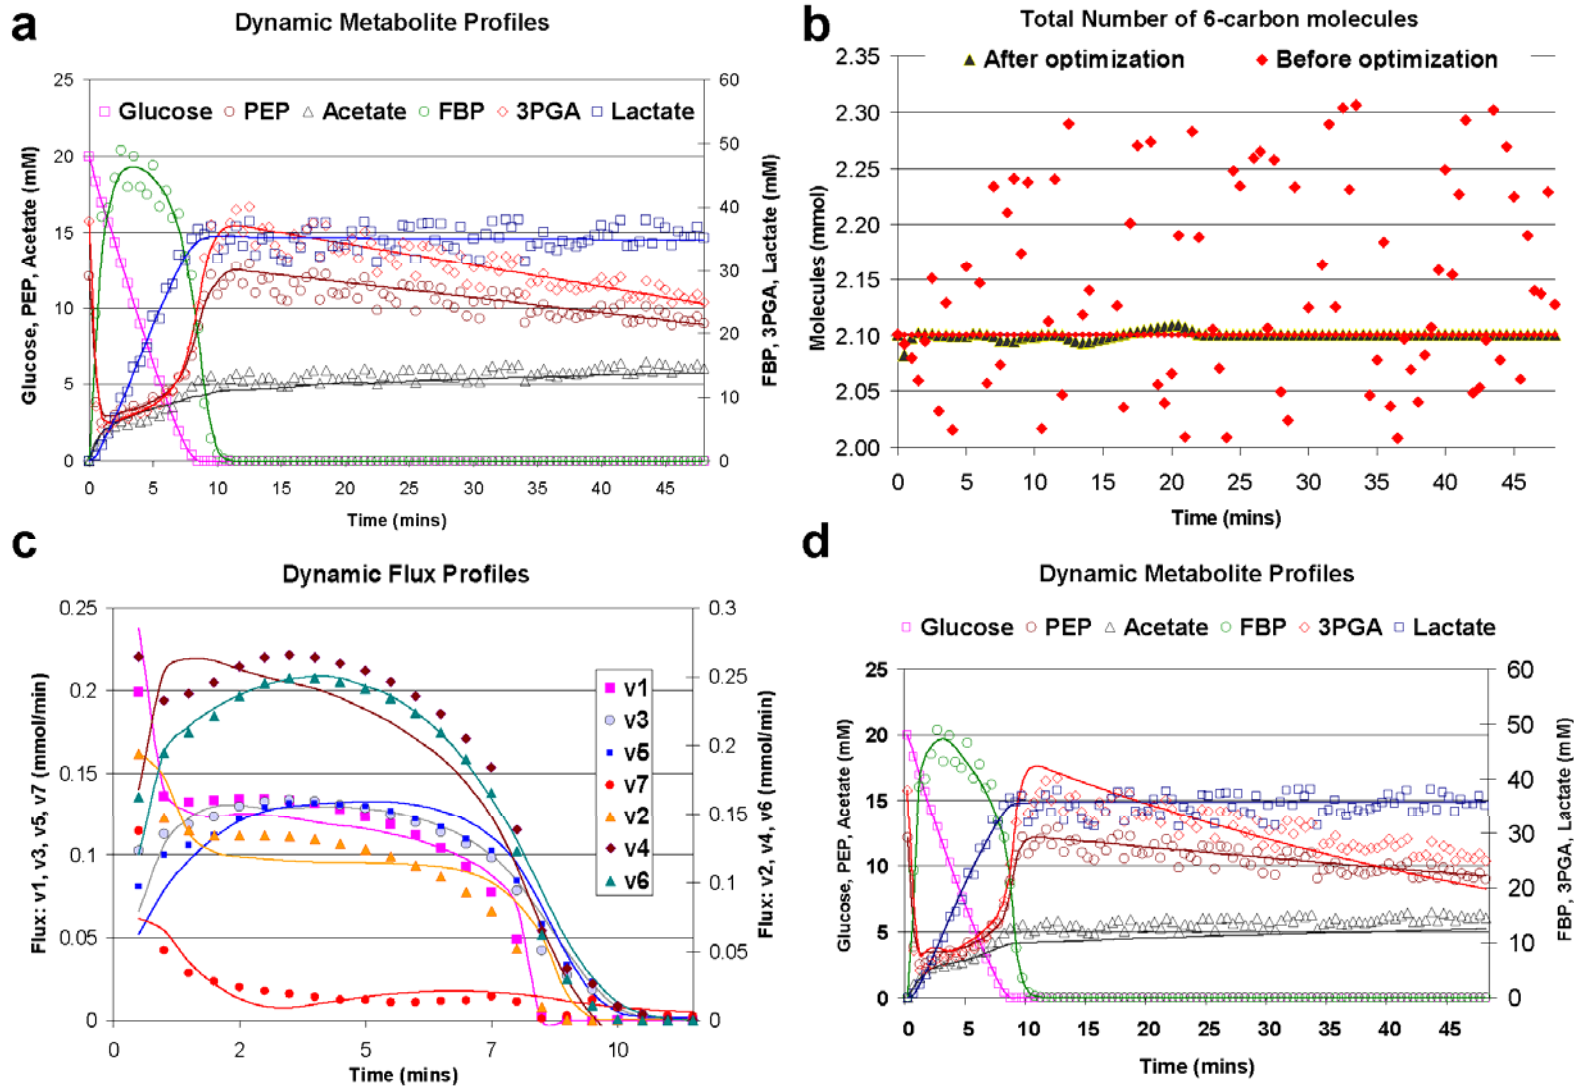 a
Dynamic Metabolite Profiles
Glucose PEP Acetate FBP 3PGA Lactate
25
20
15
10
5
0
60
50
40
30
20
10
0
0 5 10 15 20 25 30 35 40 45
Glucose, PEP, Acetate (mM)
FBP, 3PGA, Lactate (mM)
Time (mins)
b
Total Number of 6-carbon molecules
After optimization Before optimization
2.35
2.30
2.25
2.20
2.15
2.10
2.05
2.00
0 5 10 15 20 25 30 35 40 45
Molecules (mmol)
Time (mins)
c
Dynamic Flux Profiles
0.25
0.2
0.15
0.1
0.05
0
0.3
0.25
0.2
0.15
0.1
0.05
0
v1
v3
v5
v7
v2
v4
v6
0 2 5 7 10
Flux: v1, v3, v5, v7 (mmol/min)
Flux: v2, v4, v6 (mmol/min)
Time (mins)
d
Dynamic Metabolite Profiles
Glucose PEP Acetate FBP 3PGA Lactate
25
20
15
10
5
0
60
50
40
30
20
10
0
0 5 10 15 20 25 30 35 40 45
Glucose, PEP, Acetate (mM)
FBP, 3PGA, Lactate (mM)
Time (mins)